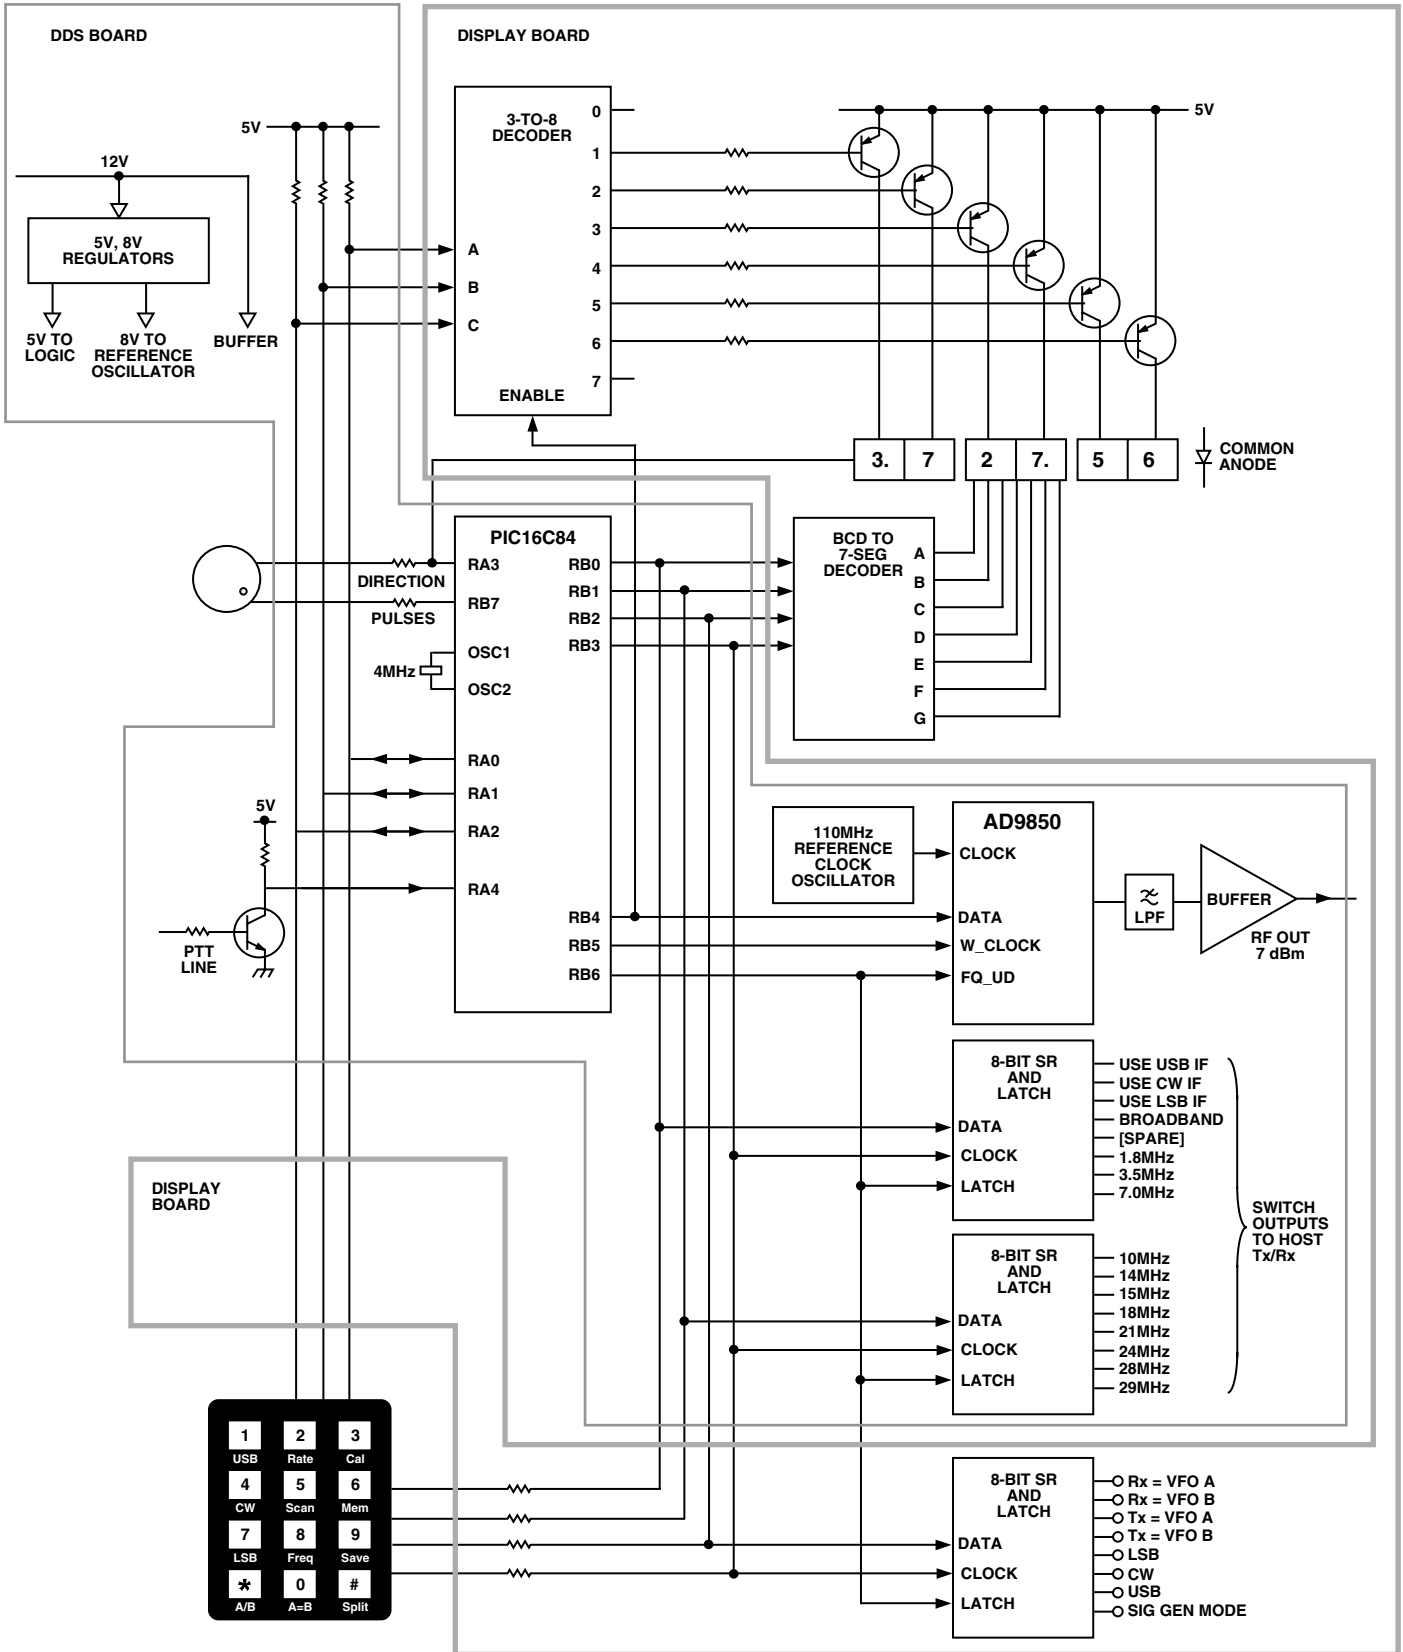 DDS BOARD
DISPLAY BOARD
5V
12V
5V, 8V
REGULATORS
5V TO
LOGIC
8V TO
REFERENCE
OSCILLATOR
BUFFER
3-TO-8
DECODER
A
B
C
ENABLE
0
1
2
3
4
5
6
7
5V
3. 7 2 7. 5 6
COMMON
ANODE
PIC16C84
RA3
RB7
OSC1
OSC2
RA0
RA1
RA2
RA4
RB0
RB1
RB2
RB3
RB4
RB5
RB6
DIRECTION
PULSES
4MHz
5V
PTT
LINE
BCD TO
7-SEG
DECODER
A
B
C
D
E
F
G
110MHz
REFERENCE
CLOCK
OSCILLATOR
AD9850
CLOCK
DATA
W_CLOCK
FQ_UD
LPF
BUFFER
RF OUT
7 dBm
8-BIT SR
AND
LATCH
DATA
CLOCK
LATCH
USE USB IF
USE CW IF
USE LSB IF
BROADBAND
[SPARE]
1.8MHz
3.5MHz
7.0MHz
SWITCH
OUTPUTS
TO HOST
Tx/Rx
8-BIT SR
AND
LATCH
DATA
CLOCK
LATCH
10MHz
14MHz
15MHz
18MHz
21MHz
24MHz
28MHz
29MHz
DISPLAY
BOARD
1 2 3
USB Rate Cal
4 5 6
CW Scan Mem
7 8 9
LSB Freq Save
* 0 #
A/B A=B Split
8-BIT SR
AND
LATCH
DATA
CLOCK
LATCH
Rx = VFO A
Rx = VFO B
Tx = VFO A
Tx = VFO B
LSB
CW
USB
SIG GEN MODE